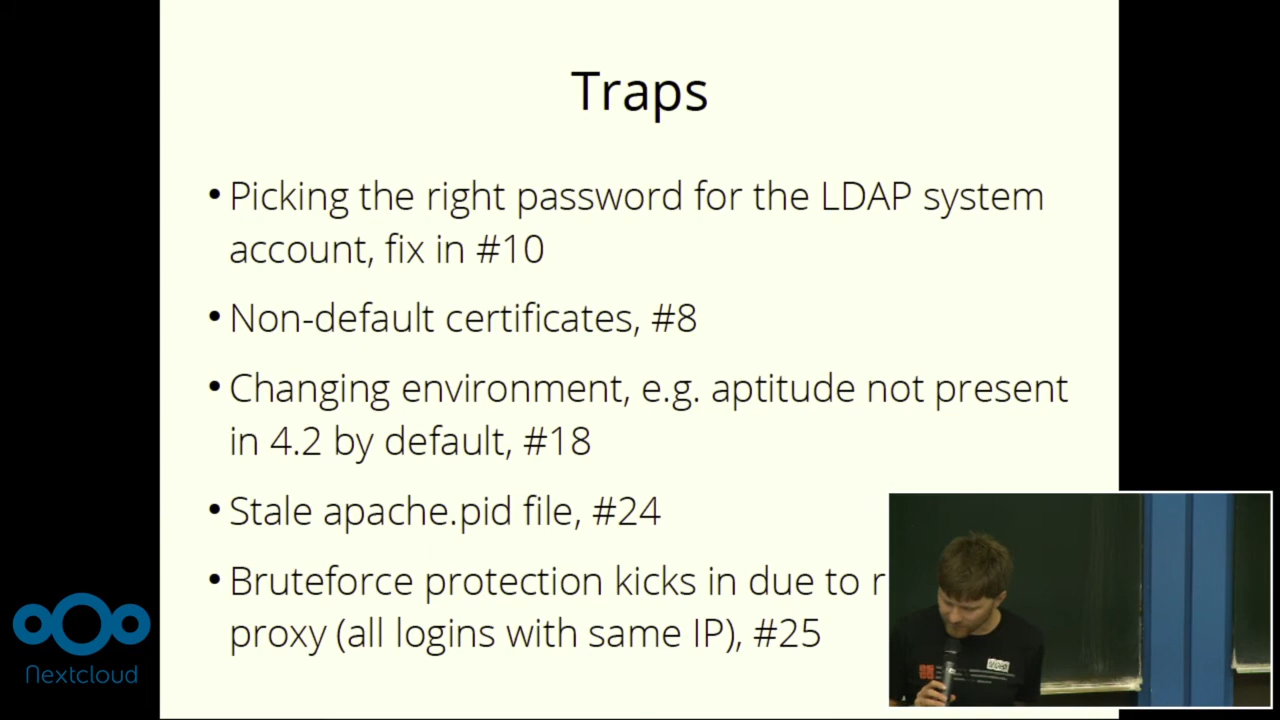 Traps
• Picking the right password for the LDAP system
account, fix in #10
• Non-default certificates, #8
• Changing environment, e.g. aptitude not present
in 4.2 by default, #18
• Stale apache.pid file, #24
• Bruteforce protection kicks in due to r
proxy (all logins with same IP), #25
Nextcloud